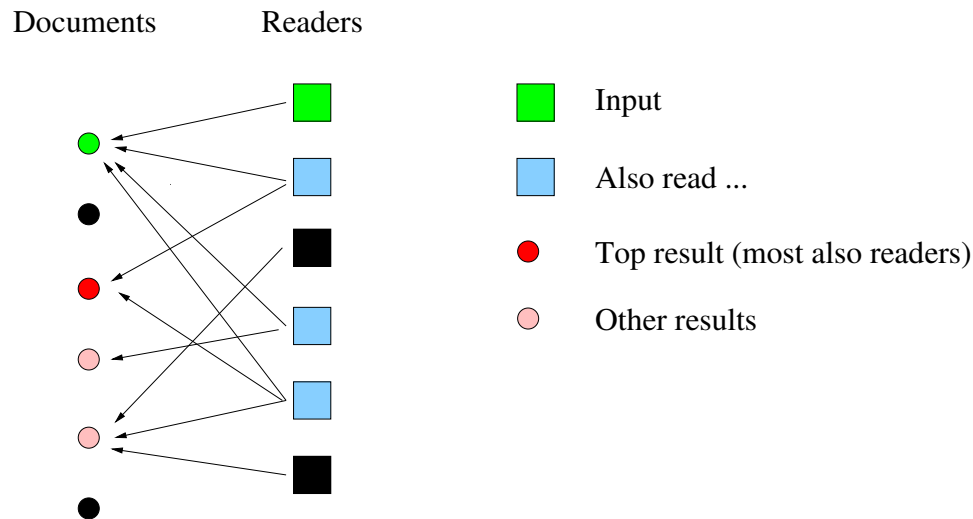 Documents
Readers
Input
Also read ...
Top result (most also readers)
Other results